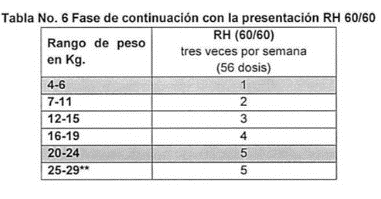 Tabla No. 6 Fase de continuación con la presentación RH 60/60
Rango de peso en Kg. RH (60/60)
tres veces por semana
(56 dosis)
4-6 1
7-11 2
12-15 3
16-19 4
20-24 5
25-29** 5